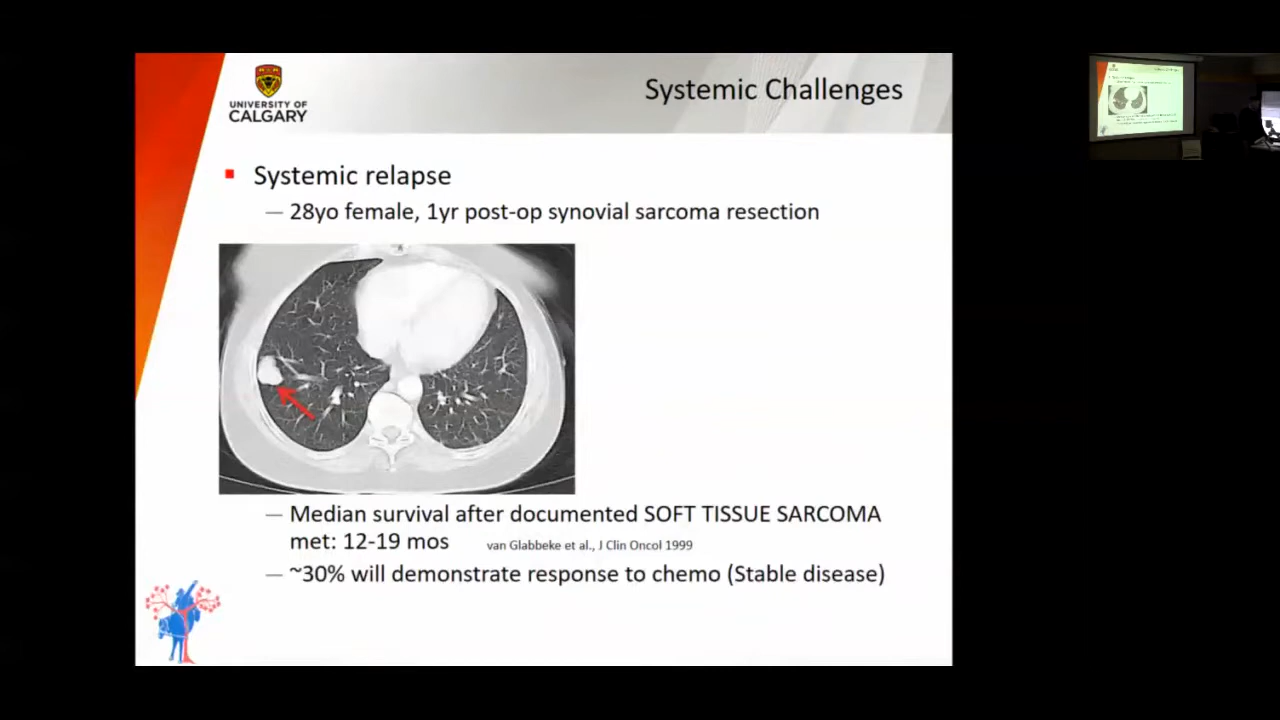 UNIVERSITY OF
CALGARY
Systemic Challenges
Systemic relapse
— 28yo female, 1yr post-op synovial sarcoma resection
— Median survival after documented SOFT TISSUE SARCOMA
met: 12-19 mos van Glabbeke et al., J Clin Oncol 1999
— ~30% will demonstrate response to chemo (Stable disease)